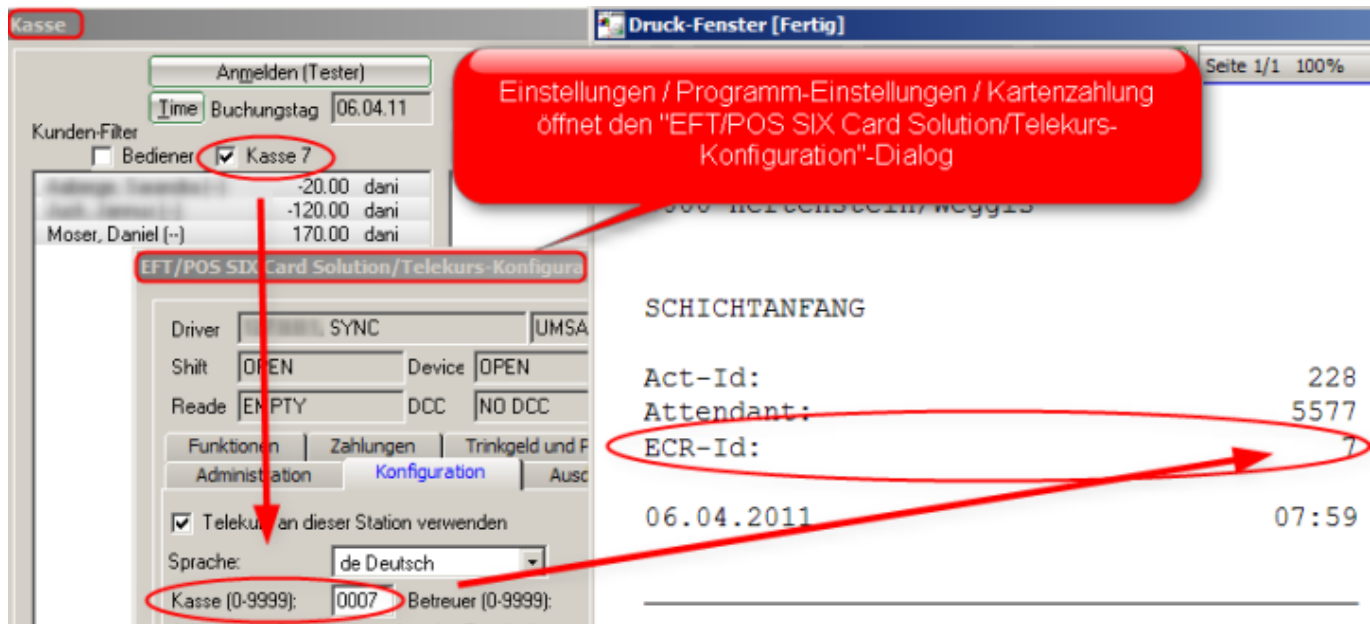 Kasse
Anmelden (Tester)
Time Buchungstag 06.04.11
Kunden-Filter
Bediener Kasse 7
-20.00 dani
-120.00 dani
Moser, Daniel (--) 170.00 dani
EFT/POS SIX Card Solution/Telekurs-Konfigura
Driver SYNC UMSA
Shift OPEN Device OPEN
Reade EMPTY DCC NO DCC
Funktionen Zahlungen Trinkgeld und P
Administration Konfiguration Ausd
Telekurs an dieser Station verwenden
Sprache: de Deutsch
Kasse (0-9999): 0007 Betreuer (0-9999):
Einstellungen / Programm-Einstellungen / Kartenzahlung
öffnet den "EFT/POS SIX Card Solution/Telekurs-
Konfiguration"-Dialog
Druck-Fenster [Fertig]
Seite 1/1 100%
Hertenstein/Weggis
SCHICHTANFANG
Act-Id: 228
Attendant: 5577
ECR-Id: 7
06.04.2011 07:59